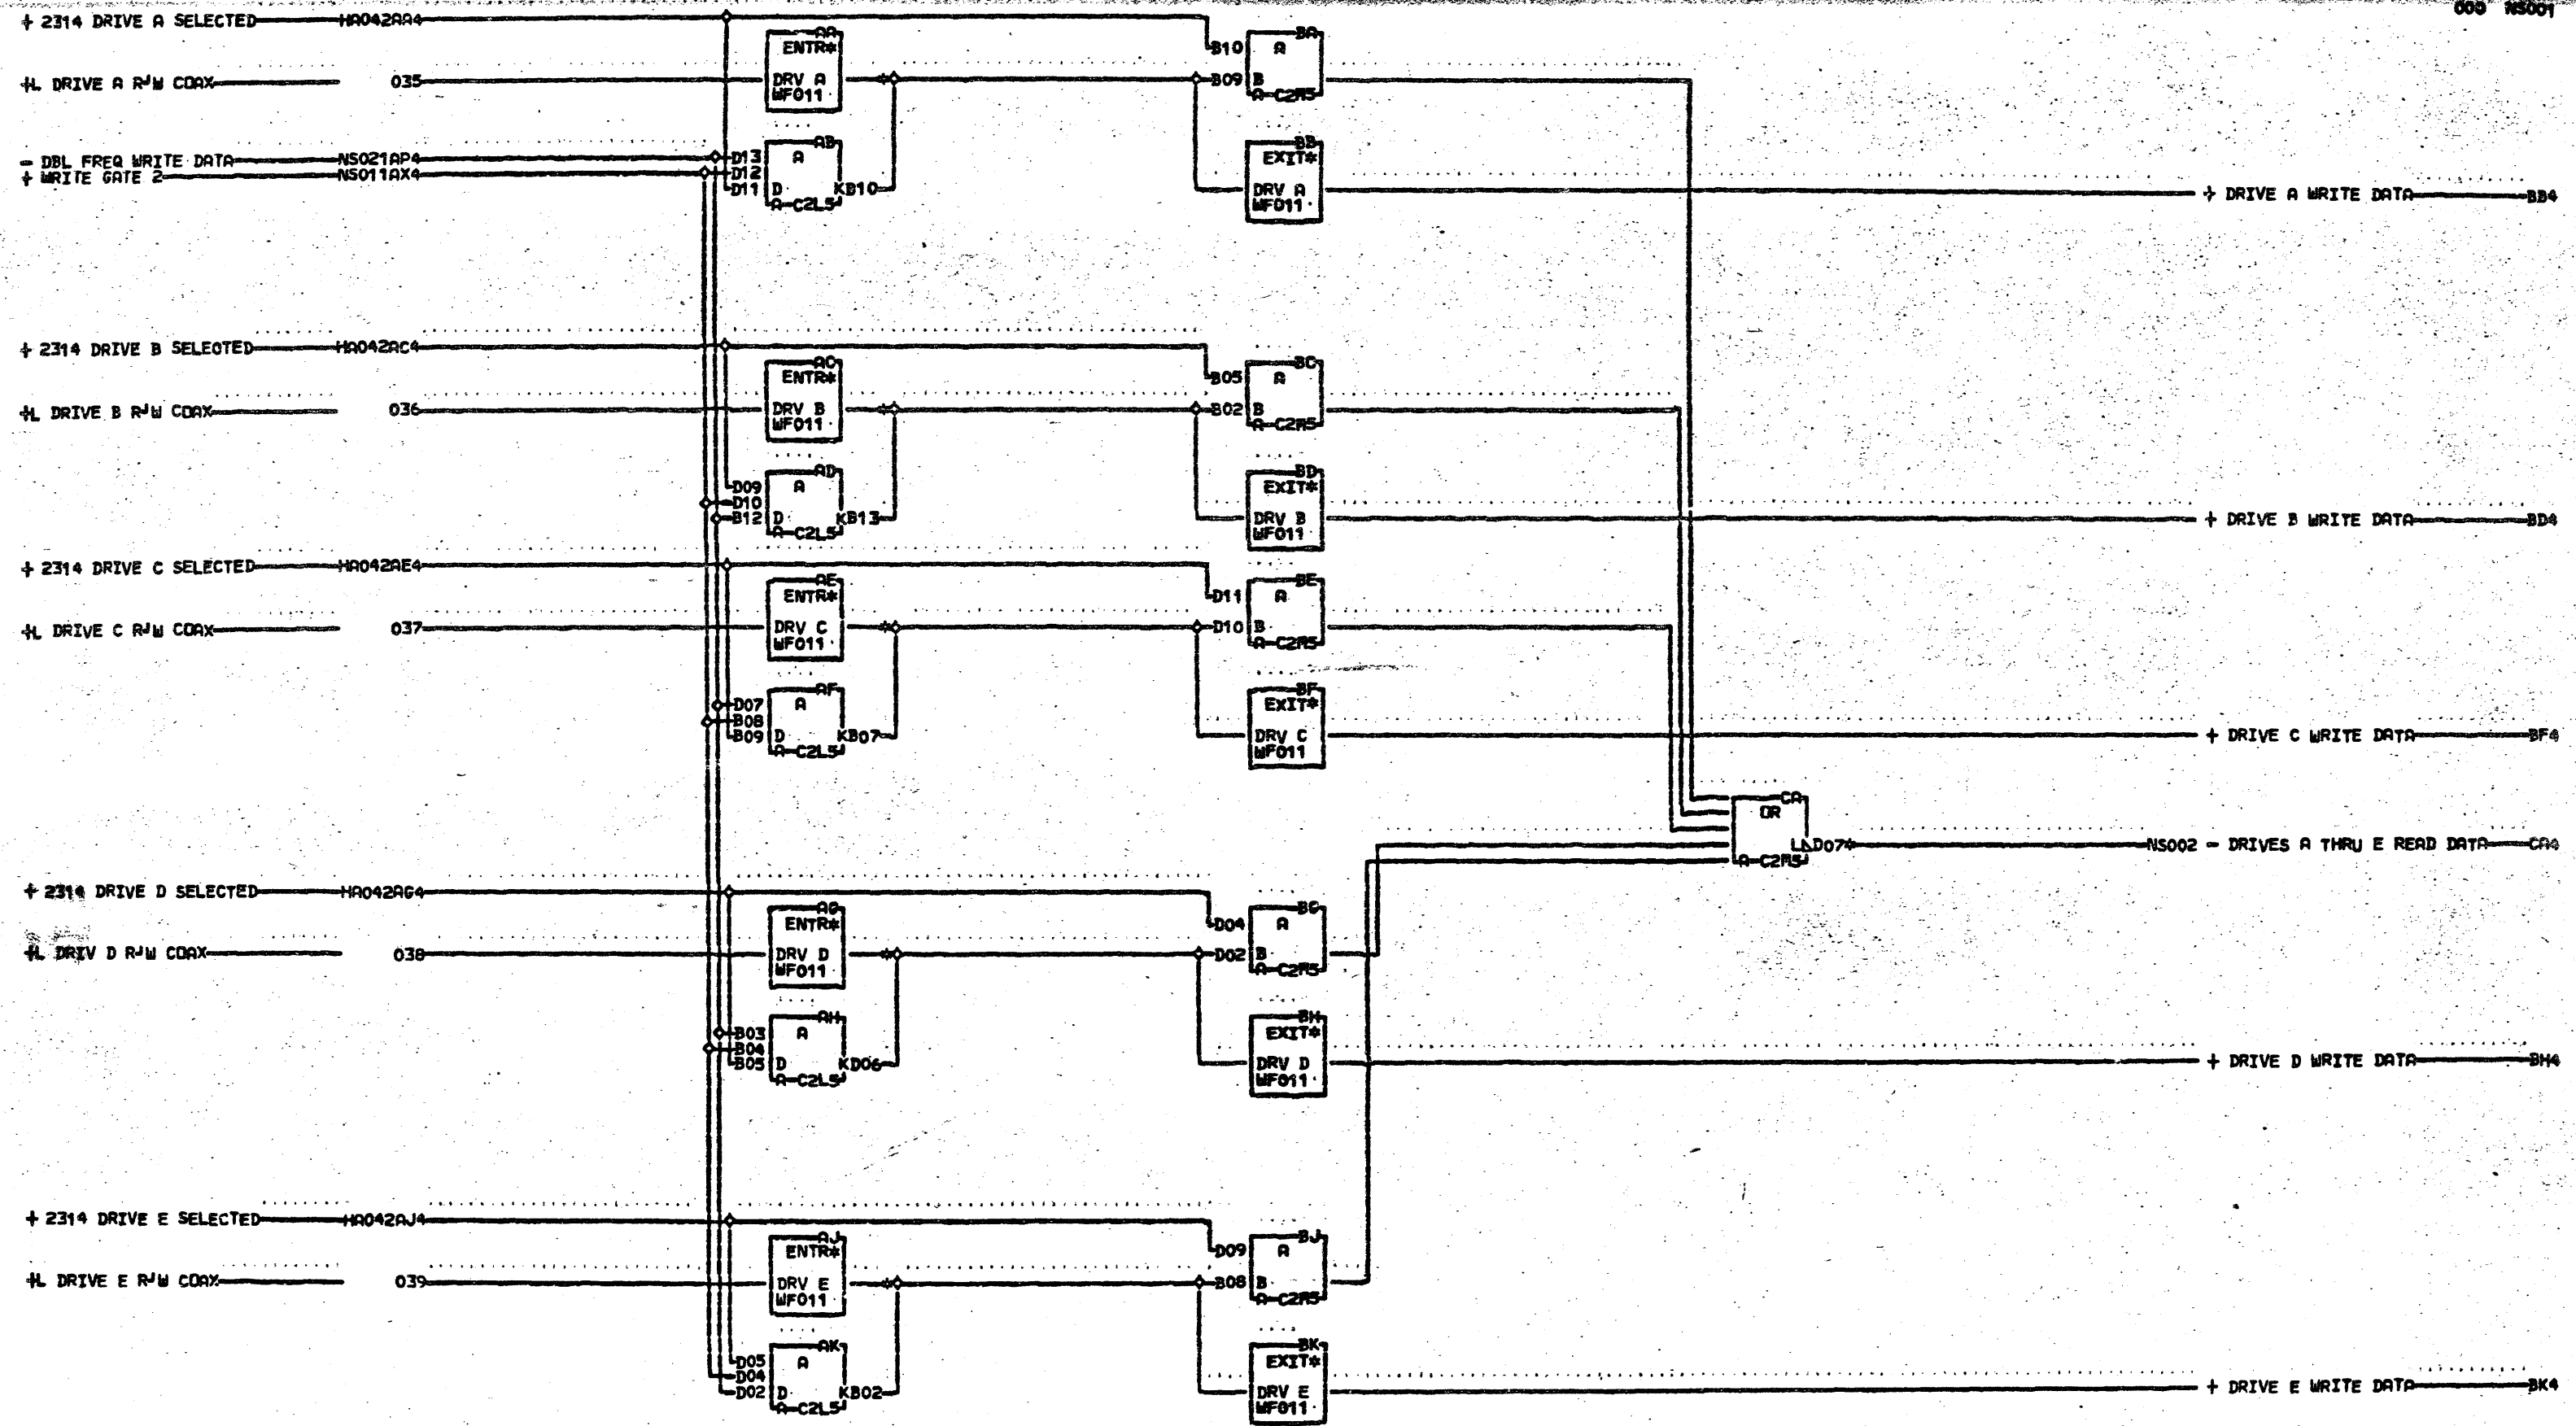 000 NS001
+ 2314 DRIVE A SELECTED HA042AA4
+L DRIVE A R/W COAX 035
- DBL FREQ WRITE DATA NS021AP4
+ WRITE GATE 2 NS011AX4
AA
ENTR*
DRV A
WF011
D13
D12
D11
AB
A
D KB10
A-C2L5
B10
B09
BA
A
B
A-C2M5
BB
EXIT*
DRV A
WF011
+ DRIVE A WRITE DATA BB4
+ 2314 DRIVE B SELECTED HA042AC4
+L DRIVE B R/W COAX 036
AC
ENTR*
DRV B
WF011
D09
D10
B12
AD
A
D KB13
A-C2L5
B05
B02
BC
A
B
A-C2M5
BD
EXIT*
DRV B
WF011
+ DRIVE B WRITE DATA BD4
+ 2314 DRIVE C SELECTED HA042AE4
+L DRIVE C R/W COAX 037
AE
ENTR*
DRV C
WF011
D07
B08
B09
AF
A
D KB07
A-C2L5
D11
D10
BE
A
B
A-C2M5
BF
EXIT*
DRV C
WF011
+ DRIVE C WRITE DATA BF4
CA
OR
LD07*
A-C2M5
NS002 - DRIVES A THRU E READ DATA CA4
+ 2314 DRIVE D SELECTED HA042AG4
+L DRIV D R/W COAX 038
AG
ENTR*
DRV D
WF011
B03
B04
B05
AH
A
D KD06
A-C2L5
D04
D02
BG
A
B
A-C2M5
BH
EXIT*
DRV D
WF011
+ DRIVE D WRITE DATA BH4
+ 2314 DRIVE E SELECTED HA042AJ4
+L DRIVE E R/W COAX 039
AJ
ENTR*
DRV E
WF011
D05
D04
D02
AK
A
D KB02
A-C2L5
D09
B08
BJ
A
B
A-C2M5
BK
EXIT*
DRV E
WF011
+ DRIVE E WRITE DATA BK4